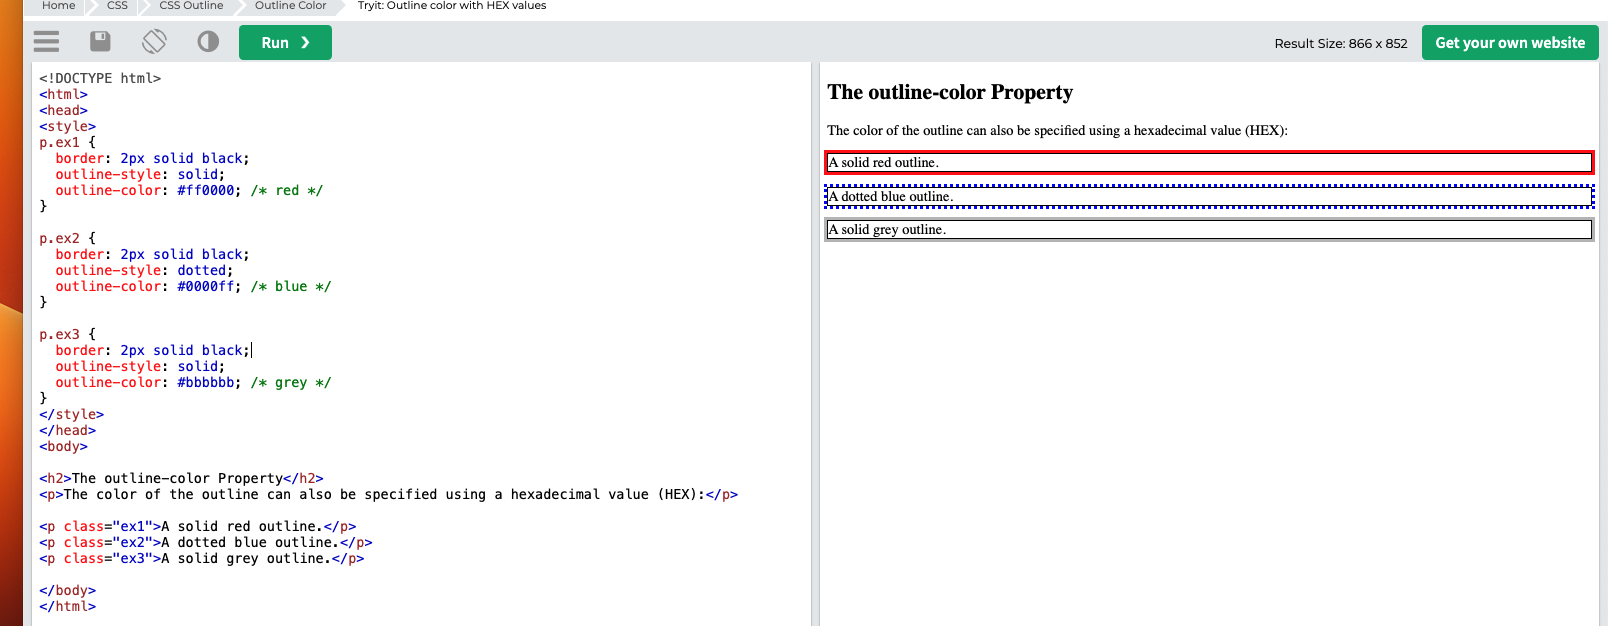 Home CSS CSS Outline Outline Color Tryit: Outline color with HEX values
Run ❯ Result Size: 866 x 852 Get your own website
<!DOCTYPE html>
<html>
<head>
<style>
p.ex1 {
  border: 2px solid black;
  outline-style: solid;
  outline-color: #ff0000; /* red */
}

p.ex2 {
  border: 2px solid black;
  outline-style: dotted;
  outline-color: #0000ff; /* blue */
}

p.ex3 {
  border: 2px solid black;
  outline-style: solid;
  outline-color: #bbbbbb; /* grey */
}
</style>
</head>
<body>

<h2>The outline-color Property</h2>
<p>The color of the outline can also be specified using a hexadecimal value (HEX):</p>

<p class="ex1">A solid red outline.</p>
<p class="ex2">A dotted blue outline.</p>
<p class="ex3">A solid grey outline.</p>

</body>
</html>
The outline-color Property
The color of the outline can also be specified using a hexadecimal value (HEX):
A solid red outline.
A dotted blue outline.
A solid grey outline.